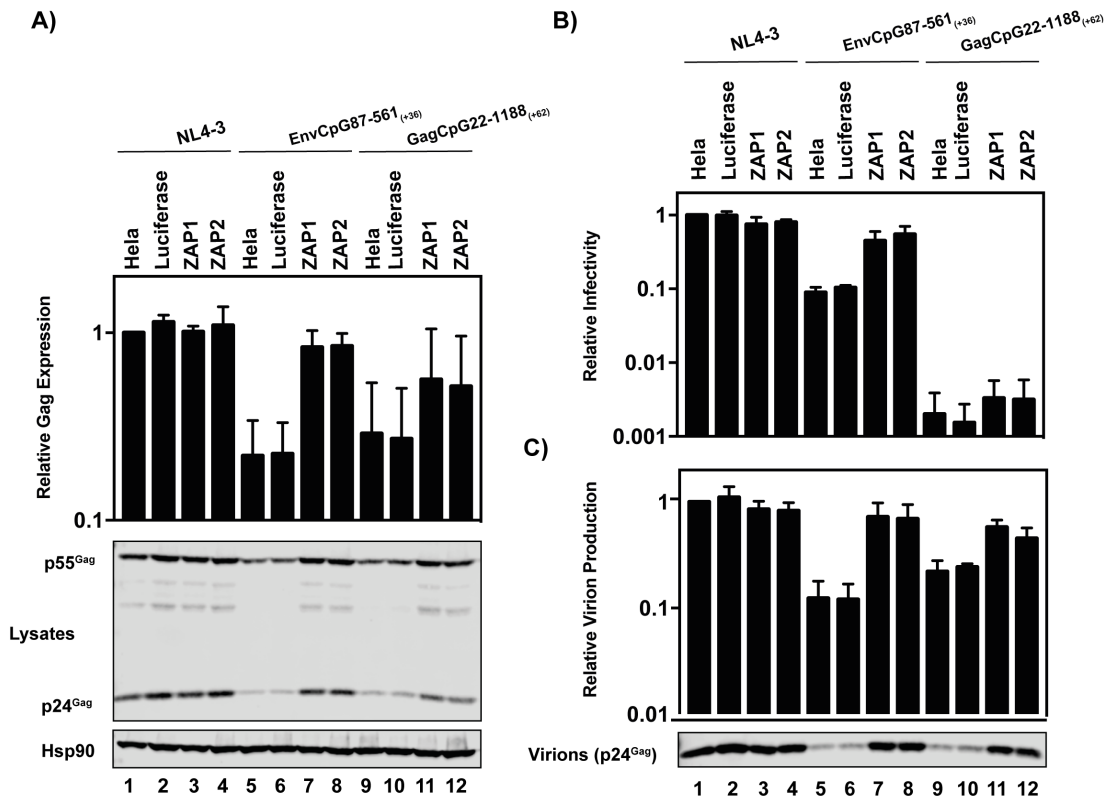 A)
NL4-3
EnvCpG87-561(+36)
GagCpG22-1188(+62)
Hela
Luciferase
ZAP1
ZAP2
Hela
Luciferase
ZAP1
ZAP2
Hela
Luciferase
ZAP1
ZAP2
Relative Gag Expression
1
0.1
p55Gag
Lysates
p24Gag
Hsp90
1 2 3 4 5 6 7 8 9 10 11 12
B)
NL4-3
EnvCpG87-561(+36)
GagCpG22-1188(+62)
Hela
Luciferase
ZAP1
ZAP2
Hela
Luciferase
ZAP1
ZAP2
Hela
Luciferase
ZAP1
ZAP2
Relative Infectivity
1
0.1
0.01
0.001
C)
Relative Virion Production
1
0.1
0.01
Virions (p24Gag)
1 2 3 4 5 6 7 8 9 10 11 12